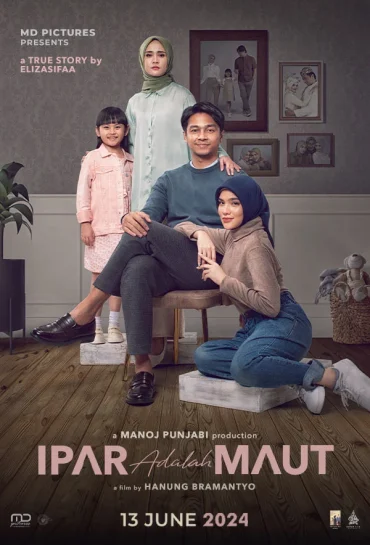 MD PICTURES
PRESENTS
a TRUE STORY by
ELIZASIFAA
a MANOJ PUNJABI production
IPAR Adalah MAUT
a film by HANUNG BRAMANTYO
MD
13 JUNE 2024